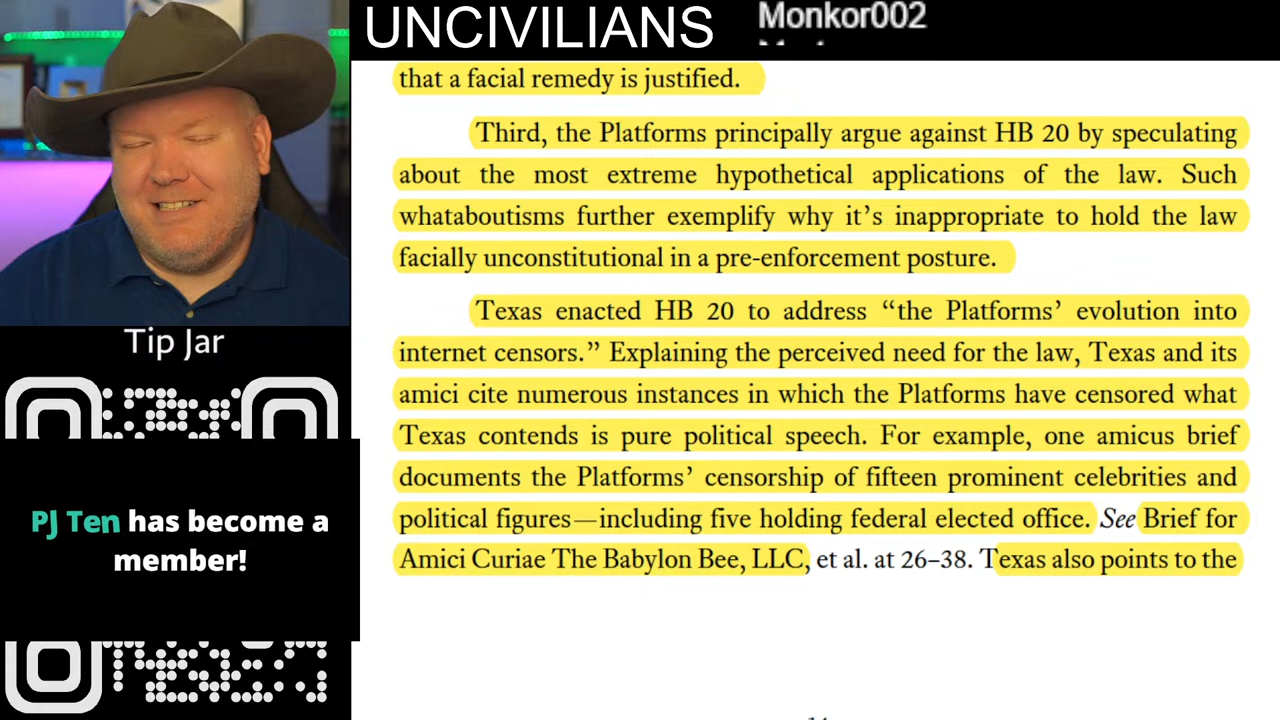 UNCIVILIANS
Monkor002
that a facial remedy is justified.
Third, the Platforms principally argue against HB 20 by speculating
about the most extreme hypothetical applications of the law. Such
whataboutisms further exemplify why it’s inappropriate to hold the law
facially unconstitutional in a pre-enforcement posture.
Texas enacted HB 20 to address “the Platforms’ evolution into
internet censors.” Explaining the perceived need for the law, Texas and its
amici cite numerous instances in which the Platforms have censored what
Texas contends is pure political speech. For example, one amicus brief
documents the Platforms’ censorship of fifteen prominent celebrities and
political figures—including five holding federal elected office. See Brief for
Amici Curiae The Babylon Bee, LLC, et al. at 26–38. Texas also points to the
Tip Jar
PJ Ten has become a
member!